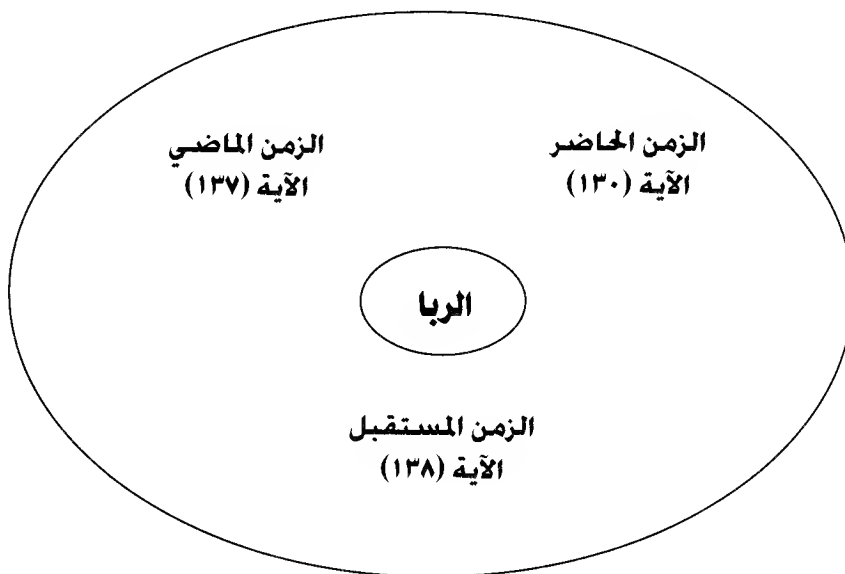 الزمن الحاضر
الآية (١٣٠)
الزمن الماضي
الآية (١٣٧)
الربا
الزمن المستقبل
الآية (١٣٨)